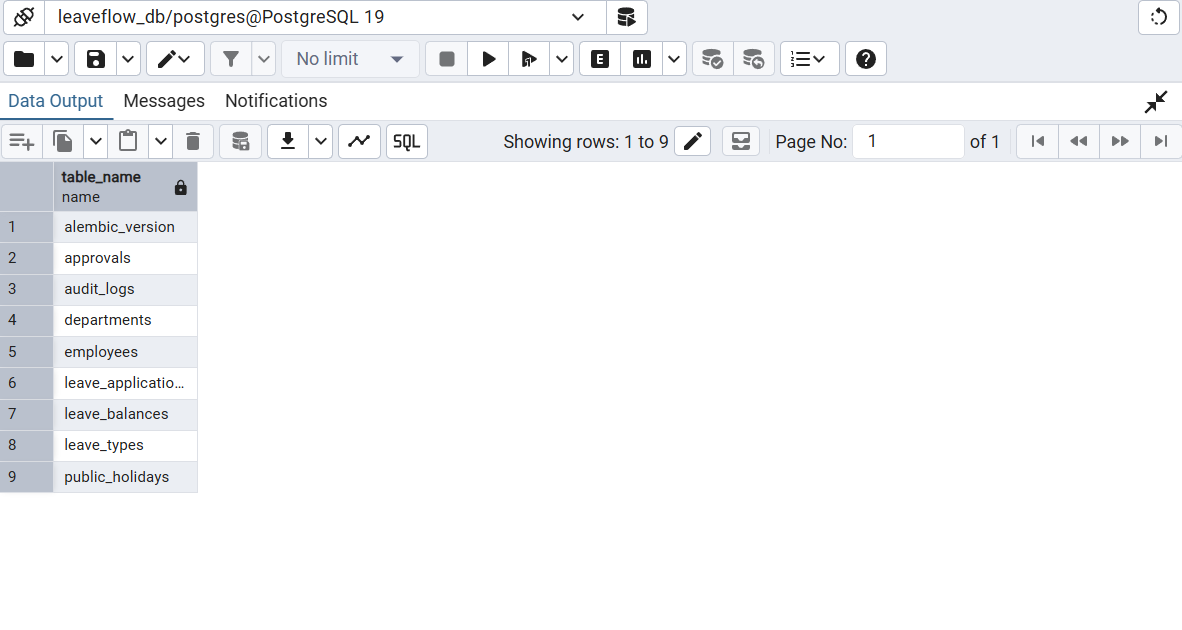 leaveflow_db/postgres@PostgreSQL 19
No limit
E
Data Output Messages Notifications
SQL
Showing rows: 1 to 9
Page No: 1 of 1
table_name
name
1 alembic_version
2 approvals
3 audit_logs
4 departments
5 employees
6 leave_applicatio…
7 leave_balances
8 leave_types
9 public_holidays